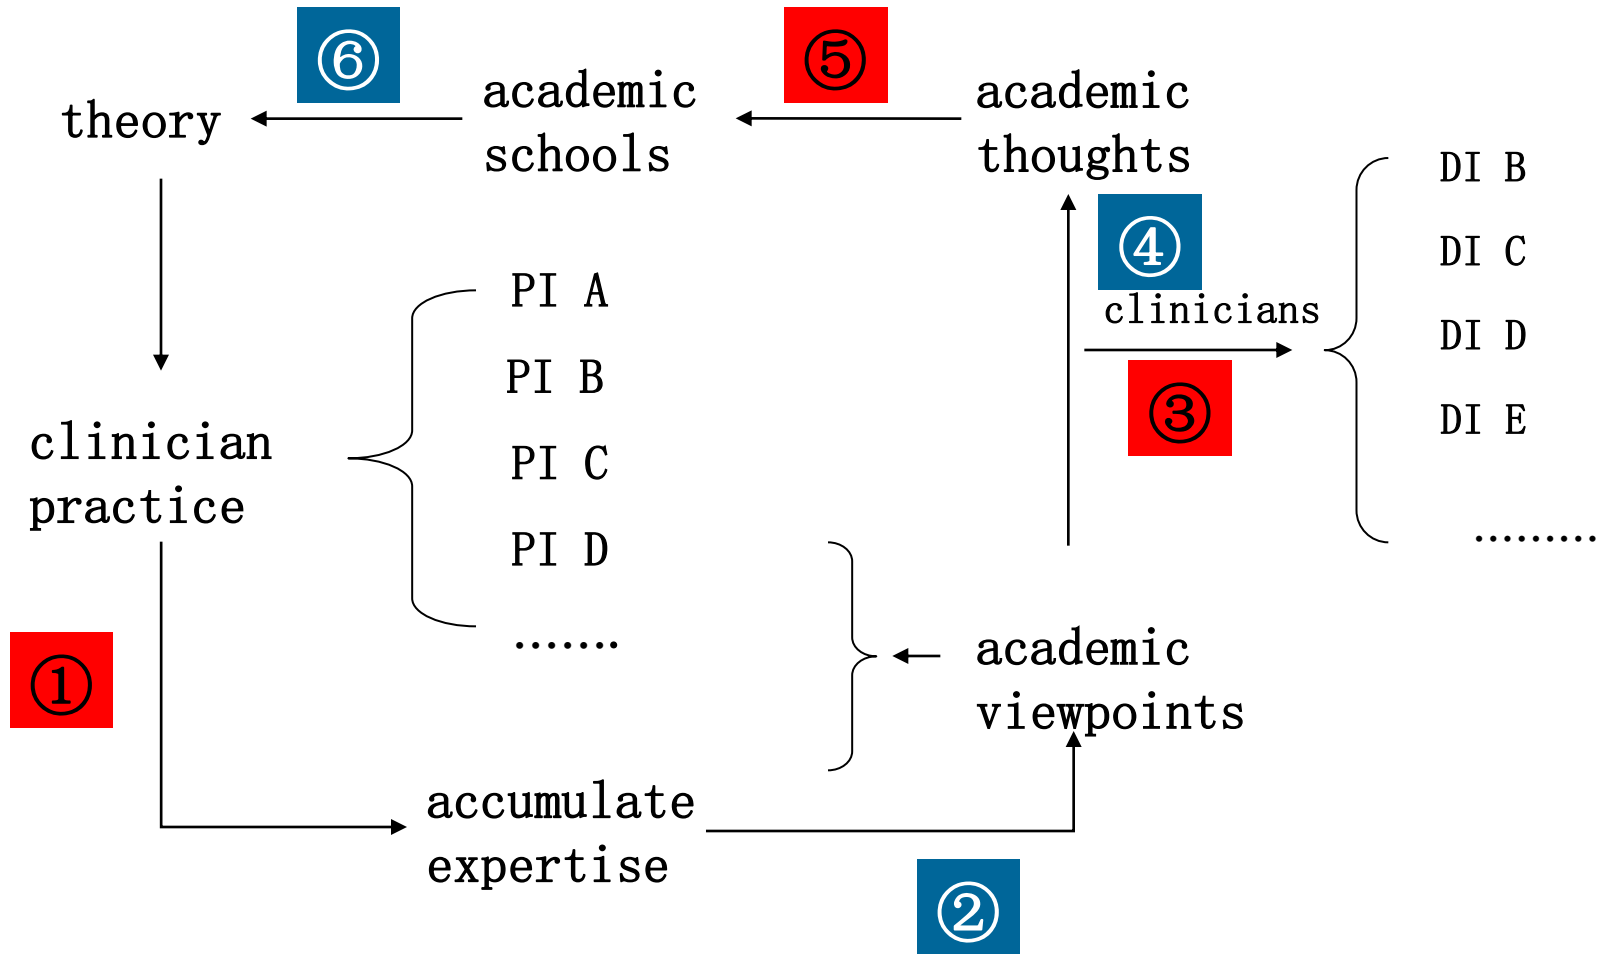 ⑥
⑤
theory
academic
schools
academic
thoughts
DI B
DI C
DI D
DI E
………
④
clinicians
③
PI A
PI B
PI C
PI D
…….
clinician
practice
①
academic
viewpoints
accumulate
expertise
②